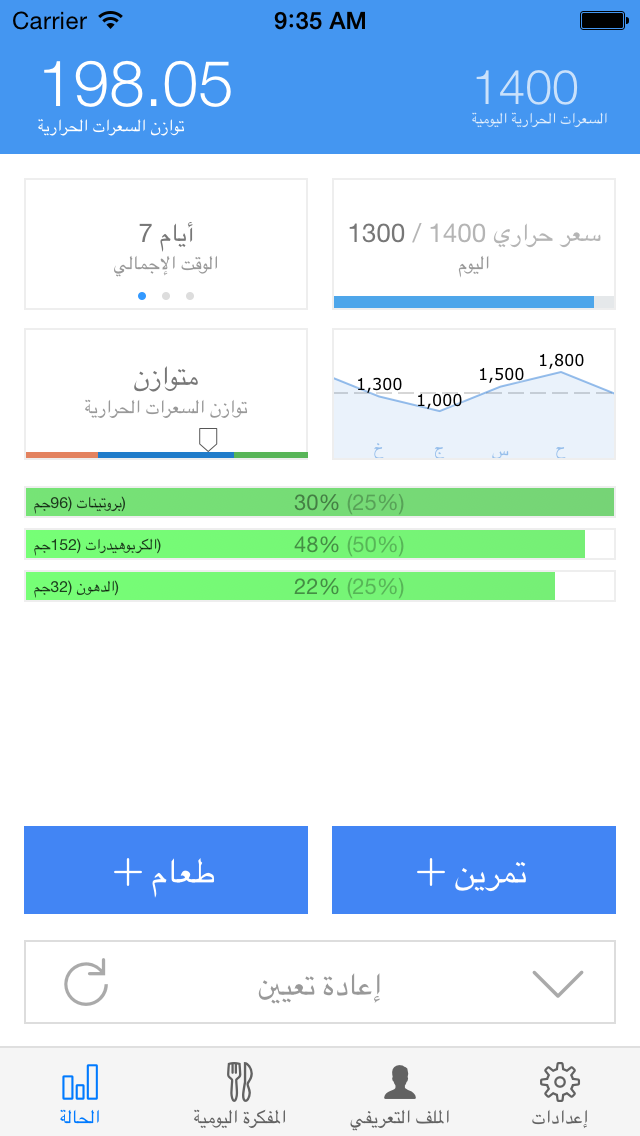 Carrier 9:35 AM
198.05
توازن السعرات الحرارية
1400
السعرات الحرارية اليومية
7 أيام
الوقت الإجمالي
1300 / 1400 سعر حراري
اليوم
متوازن
توازن السعرات الحرارية
1,300 1,000 1,500 1,800
خ ج س ح
بروتينات (96جم) 30% (25%)
الكربوهيدرات (152جم) 48% (50%)
الدهون (32جم) 22% (25%)
+ طعام
+ تمرين
إعادة تعيين
الحالة
المفكرة اليومية
الملف التعريفي
إعدادات